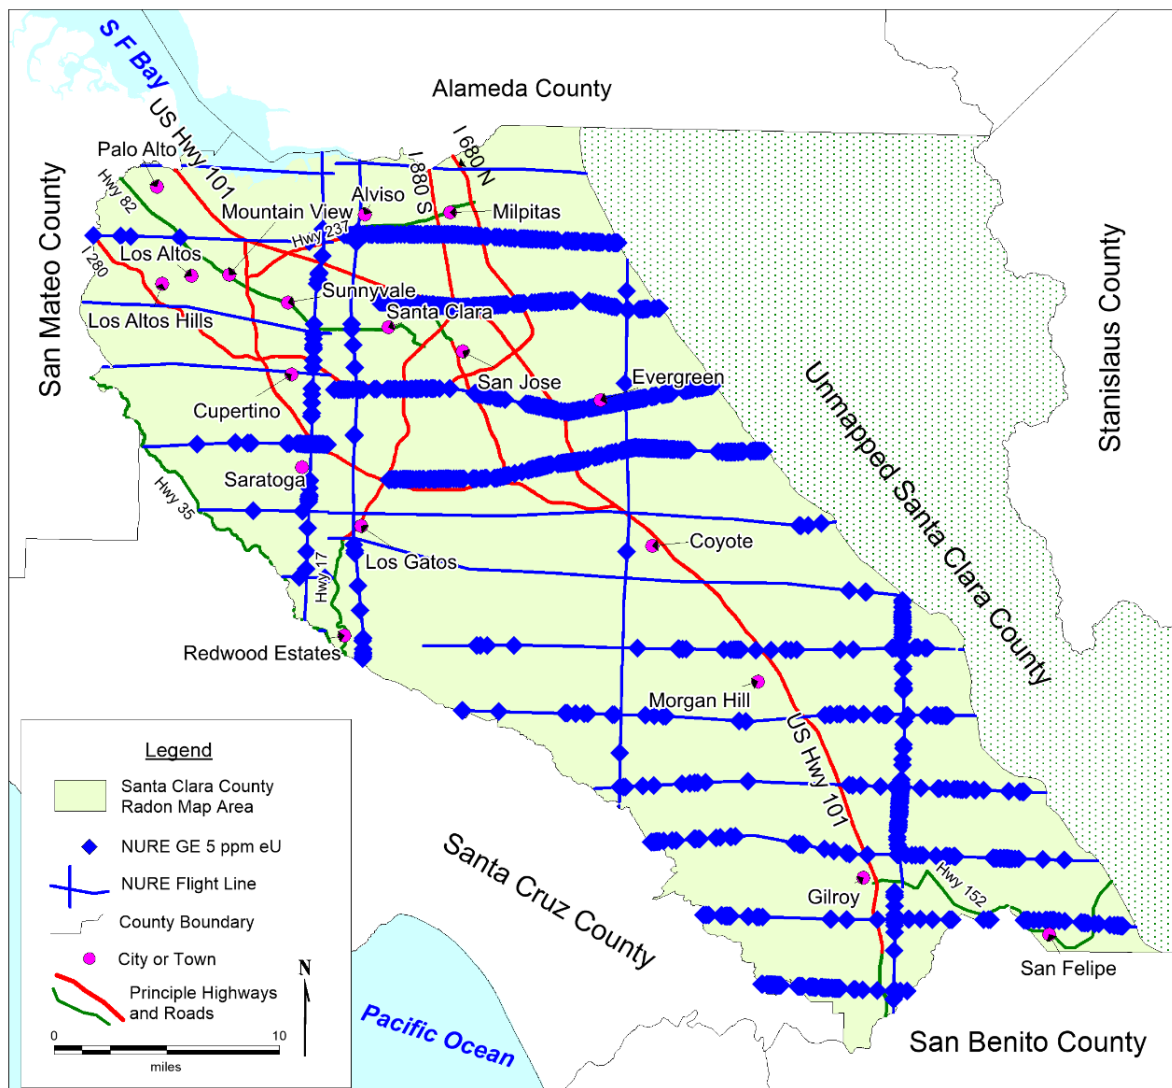 S F Bay
Alameda County
US Hwy 101
I 680 N
I 880 S
Palo Alto
Hwy 82
Alviso
Mountain View
Milpitas
Hwy 237
San Mateo County
I 280
Los Altos
Sunnyvale
Los Altos Hills
Santa Clara
Stanislaus County
San Jose
Evergreen
Cupertino
Unmapped Santa Clara County
Saratoga
Hwy 35
Coyote
Los Gatos
Hwy 17
Redwood Estates
Morgan Hill
US Hwy 101
Legend
Santa Clara County
Radon Map Area
NURE GE 5 ppm eU
NURE Flight Line
County Boundary
City or Town
Principle Highways
and Roads
N
0
10
miles
Santa Cruz County
Gilroy
Hwy 152
San Felipe
Pacific Ocean
San Benito County